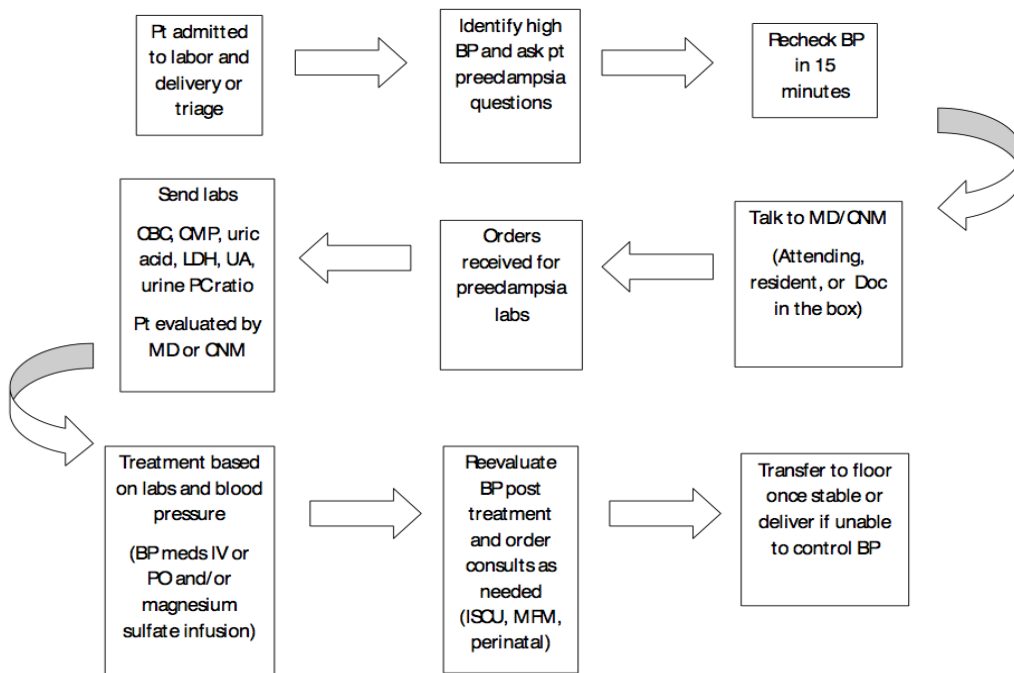 Pt admitted
to labor and
delivery or
triage
Identify high
BP and ask pt
preeclampsia
questions
Recheck BP
in 15
minutes
Talk to MD/CNM
(Attending,
resident, or Doc
in the box)
Orders
received for
preeclampsia
labs
Send labs
CBC, CMP, uric
acid, LDH, UA,
urine PC ratio
Pt evaluated by
MD or CNM
Treatment based
on labs and blood
pressure
(BP meds IV or
PO and/or
magnesium
sulfate infusion)
Reevaluate
BP post
treatment
and order
consults as
needed
(ISCU, MFM,
perinatal)
Transfer to floor
once stable or
deliver if unable
to control BP